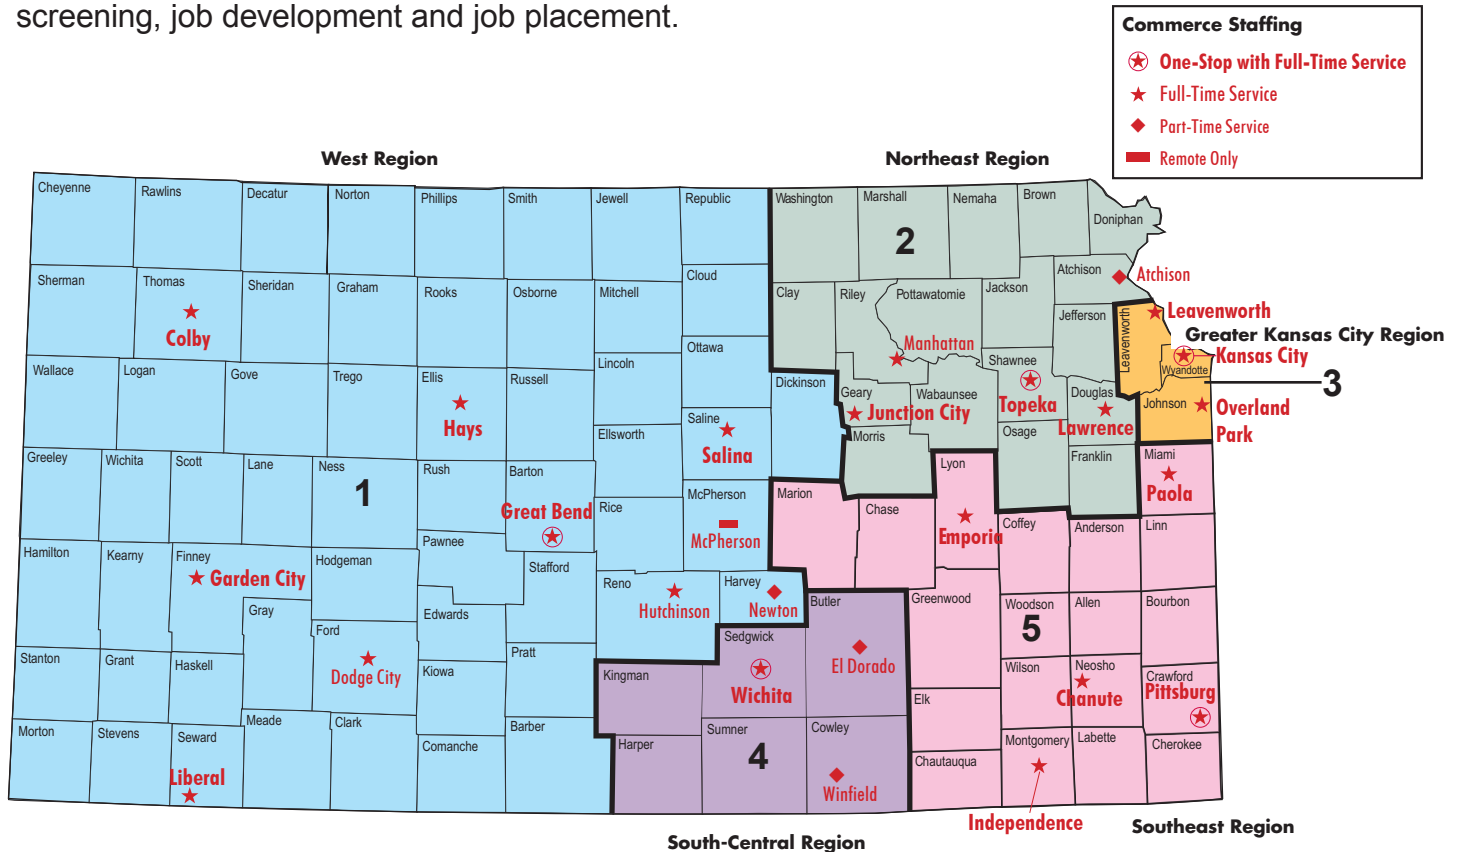 screening, job development and job placement.
Commerce Staffing
One-Stop with Full-Time Service
Full-Time Service
Part-Time Service
Remote Only
West Region
Northeast Region
Cheyenne
Rawlins
Decatur
Norton
Phillips
Smith
Jewell
Republic
Washington
Marshall
Nemaha
Brown
Doniphan
2
Sherman
Thomas
Sheridan
Graham
Rooks
Osborne
Mitchell
Cloud
Clay
Riley
Pottawatomie
Jackson
Atchison
Atchison
Jefferson
Leavenworth
Leavenworth
Greater Kansas City Region
Colby
Ottawa
Manhattan
Shawnee
Kansas City
Wyandotte
3
Wallace
Logan
Gove
Trego
Ellis
Russell
Lincoln
Dickinson
Geary
Wabaunsee
Douglas
Johnson
Hays
Saline
Salina
Junction City
Topeka
Lawrence
Overland
Park
Ellsworth
Morris
Osage
Franklin
Miami
Paola
Greeley
Wichita
Scott
Lane
Ness
Rush
Barton
1
Great Bend
Rice
McPherson
McPherson
Marion
Chase
Lyon
Emporia
Coffey
Anderson
Linn
Hamilton
Kearny
Finney
Garden City
Hodgeman
Pawnee
Stafford
Reno
Hutchinson
Harvey
Newton
Butler
Greenwood
Woodson
Allen
Bourbon
5
Gray
Ford
Dodge City
Edwards
Stanton
Grant
Haskell
Kiowa
Pratt
Kingman
Sedgwick
Wichita
El Dorado
Elk
Wilson
Neosho
Chanute
Crawford
Pittsburg
Morton
Stevens
Seward
Liberal
Meade
Clark
Comanche
Barber
Harper
Sumner
4
Cowley
Winfield
Chautauqua
Montgomery
Labette
Cherokee
Independence
Southeast Region
South-Central Region